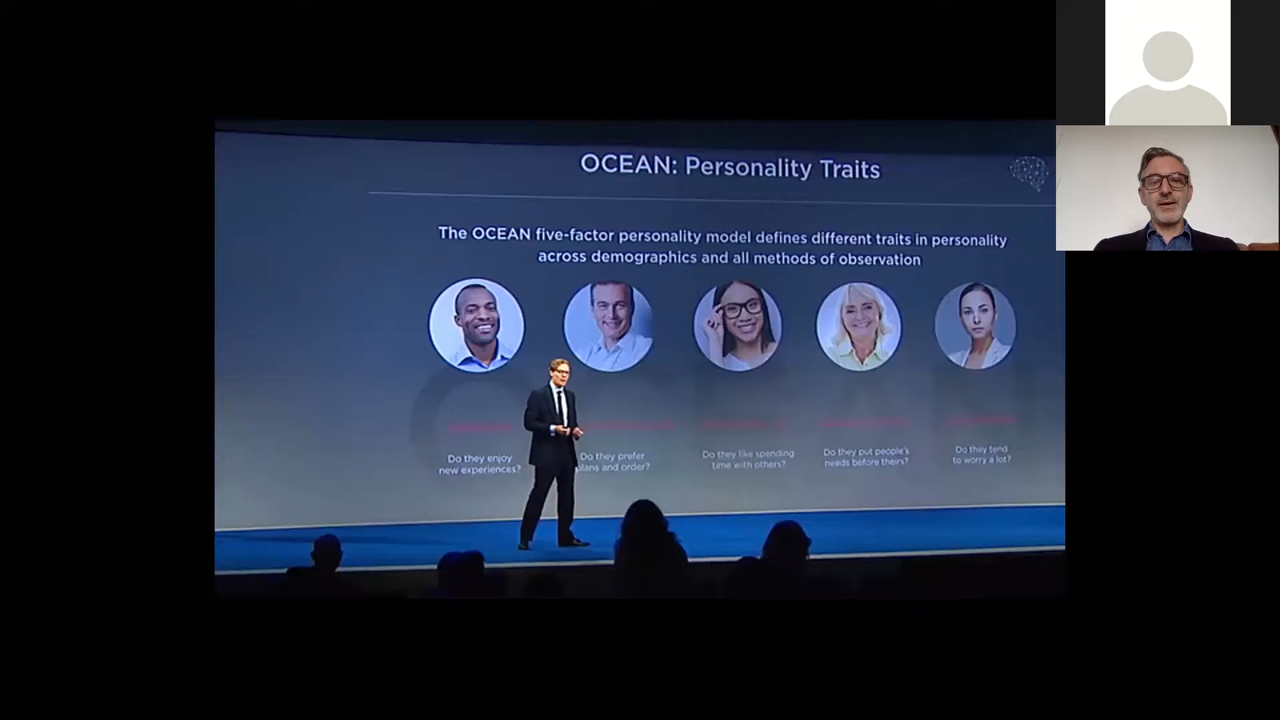 OCEAN: Personality Traits
The OCEAN five-factor personality model defines different traits in personality
across demographics and all methods of observation
Do they enjoy
new experiences?
Do they prefer
plans and order?
Do they like spending
time with others?
Do they put people's
needs before theirs?
Do they tend
to worry a lot?